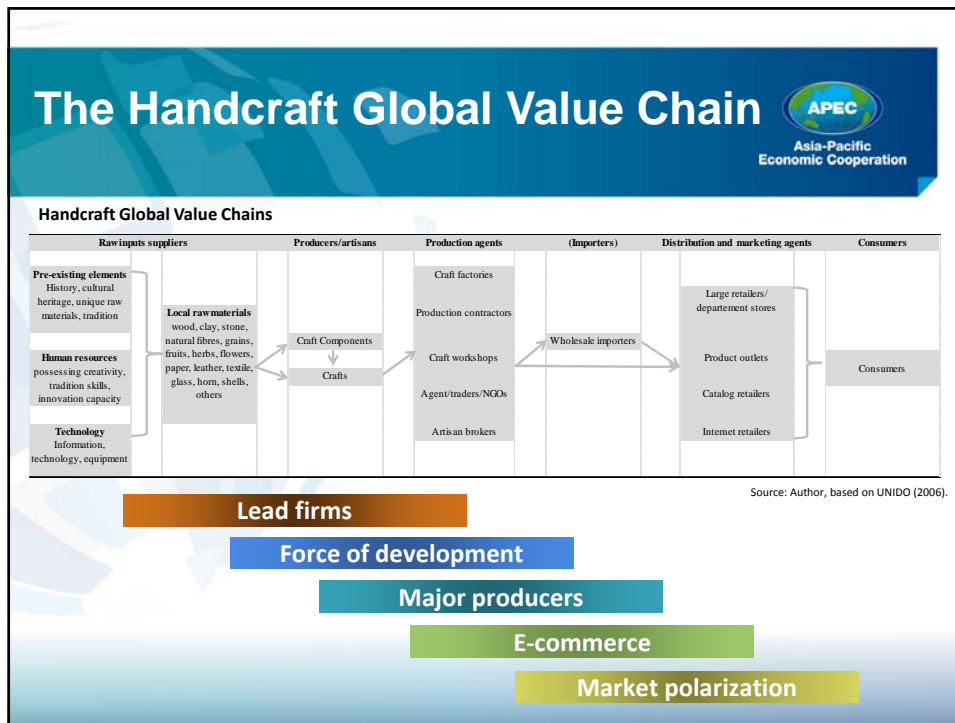 The Handcraft Global Value Chain
APEC
Asia-Pacific
Economic Cooperation
Handcraft Global Value Chains
Raw inputs suppliers
Producers/artisans
Production agents
(Importers)
Distribution and marketing agents
Consumers
Pre-existing elements
History, cultural
heritage, unique raw
materials, tradition
Human resources
possessing creativity,
tradition skills,
innovation capacity
Technology
Information,
technology, equipment
Local raw materials
wood, clay, stone,
natural fibres, grains,
fruits, herbs, flowers,
paper, leather, textile,
glass, horn, shells,
others
Craft Components
Crafts
Craft factories
Production contractors
Craft workshops
Agent/traders/NGOs
Artisan brokers
Wholesale importers
Large retailers/
departement stores
Product outlets
Catalog retailers
Internet retailers
Consumers
Source: Author, based on UNIDO (2006).
Lead firms
Force of development
Major producers
E-commerce
Market polarization